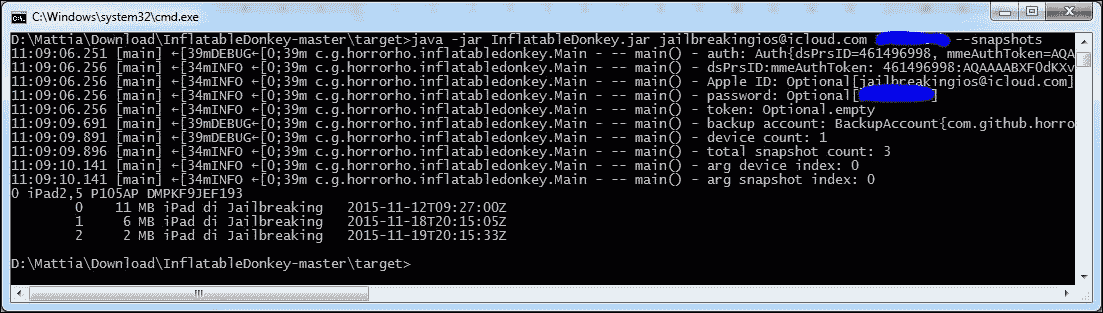 C:\Windows\system32\cmd.exe
D:\Mattia\Download\InflatableDonkey-master\target>java -jar InflatableDonkey.jar jailbreakingios@icloud.com --snapshots
11:09:06.251 [main] ←[39mDEBUG←[0;39m c.g.horrorho.inflatabledonkey.Main - -- main() - auth: Auth{dsPrsID=461496998, mmeAuthToken=AQA
11:09:06.256 [main] ←[34mINFO ←[0;39m c.g.horrorho.inflatabledonkey.Main - -- main() - dsPrsID:mmeAuthToken: 461496998:AQAAAABXF0dKXv
11:09:06.256 [main] ←[34mINFO ←[0;39m c.g.horrorho.inflatabledonkey.Main - -- main() - Apple ID: Optional[jailbreakingios@icloud.com]
11:09:06.256 [main] ←[34mINFO ←[0;39m c.g.horrorho.inflatabledonkey.Main - -- main() - password: Optional[ ]
11:09:06.256 [main] ←[34mINFO ←[0;39m c.g.horrorho.inflatabledonkey.Main - -- main() - token: Optional.empty
11:09:09.691 [main] ←[39mDEBUG←[0;39m c.g.horrorho.inflatabledonkey.Main - -- main() - backup account: BackupAccount{com.github.horro
11:09:09.891 [main] ←[39mDEBUG←[0;39m c.g.horrorho.inflatabledonkey.Main - -- main() - device count: 1
11:09:09.896 [main] ←[34mINFO ←[0;39m c.g.horrorho.inflatabledonkey.Main - -- main() - total snapshot count: 3
11:09:10.141 [main] ←[34mINFO ←[0;39m c.g.horrorho.inflatabledonkey.Main - -- main() - arg device index: 0
11:09:10.141 [main] ←[34mINFO ←[0;39m c.g.horrorho.inflatabledonkey.Main - -- main() - arg snapshot index: 0
0 iPad2,5 P105AP DMPKF9JEF193
0 11 MB iPad di Jailbreaking 2015-11-12T09:27:00Z
1 6 MB iPad di Jailbreaking 2015-11-18T20:15:05Z
2 2 MB iPad di Jailbreaking 2015-11-19T20:15:33Z
D:\Mattia\Download\InflatableDonkey-master\target>